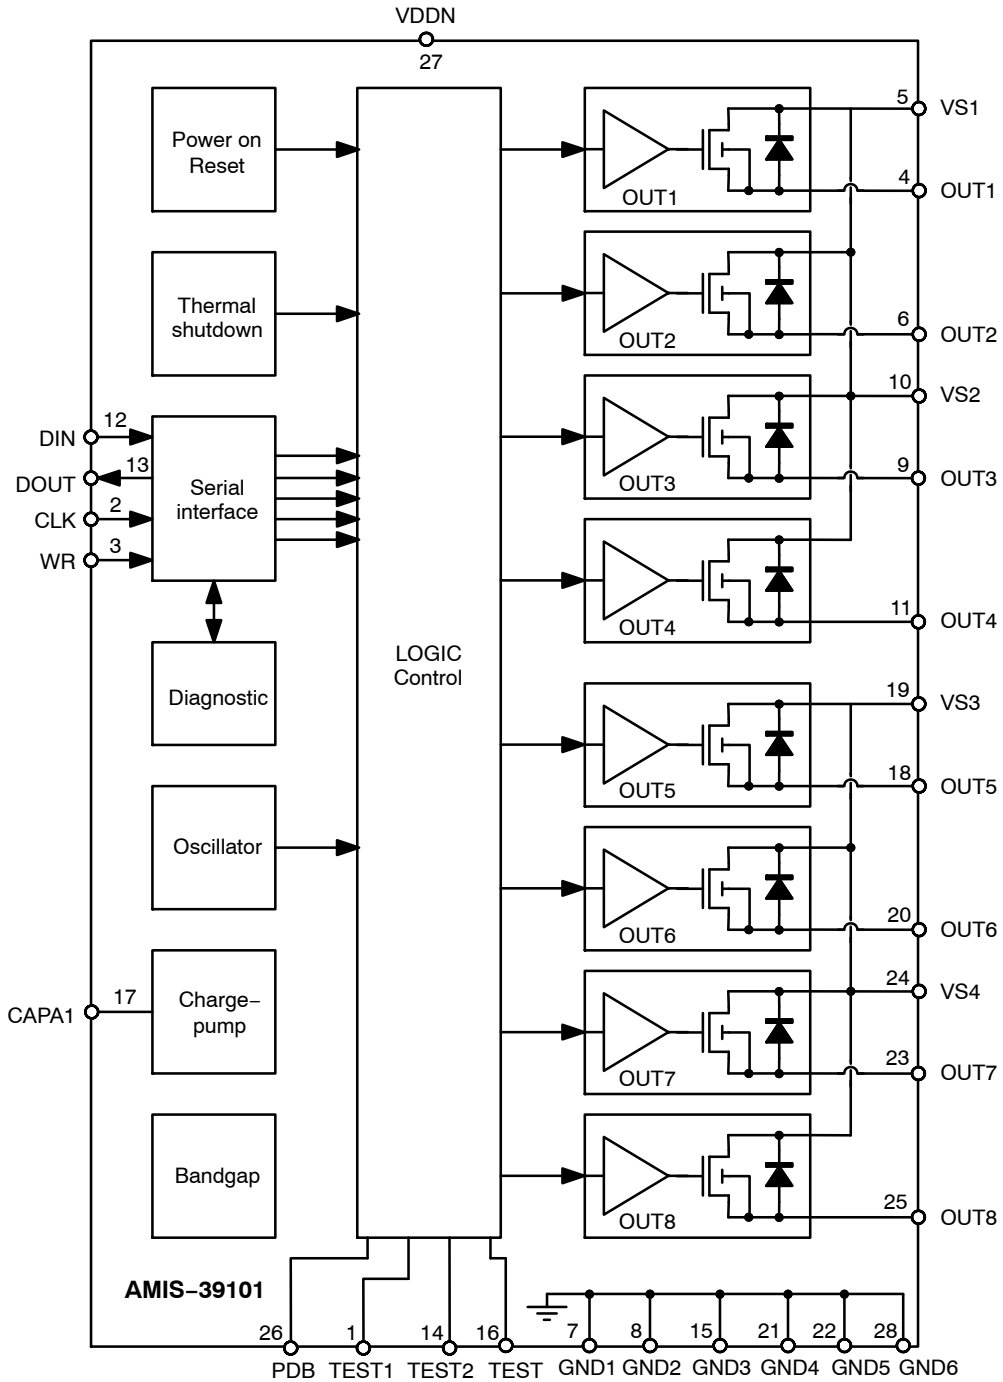 VDDN
27
Power on
Reset
Thermal
shutdown
DIN
12
DOUT
13
CLK
2
WR
3
Serial
interface
Diagnostic
Oscillator
CAPA1
17
Charge−
pump
Bandgap
LOGIC
Control
OUT1
OUT2
OUT3
OUT4
OUT5
OUT6
OUT7
OUT8
5
VS1
4
OUT1
6
OUT2
10
VS2
9
OUT3
11
OUT4
19
VS3
18
OUT5
20
OUT6
24
VS4
23
OUT7
25
OUT8
AMIS−39101
26
PDB
1
TEST1
14
TEST2
16
TEST
7
GND1
8
GND2
15
GND3
21
GND4
22
GND5
28
GND6